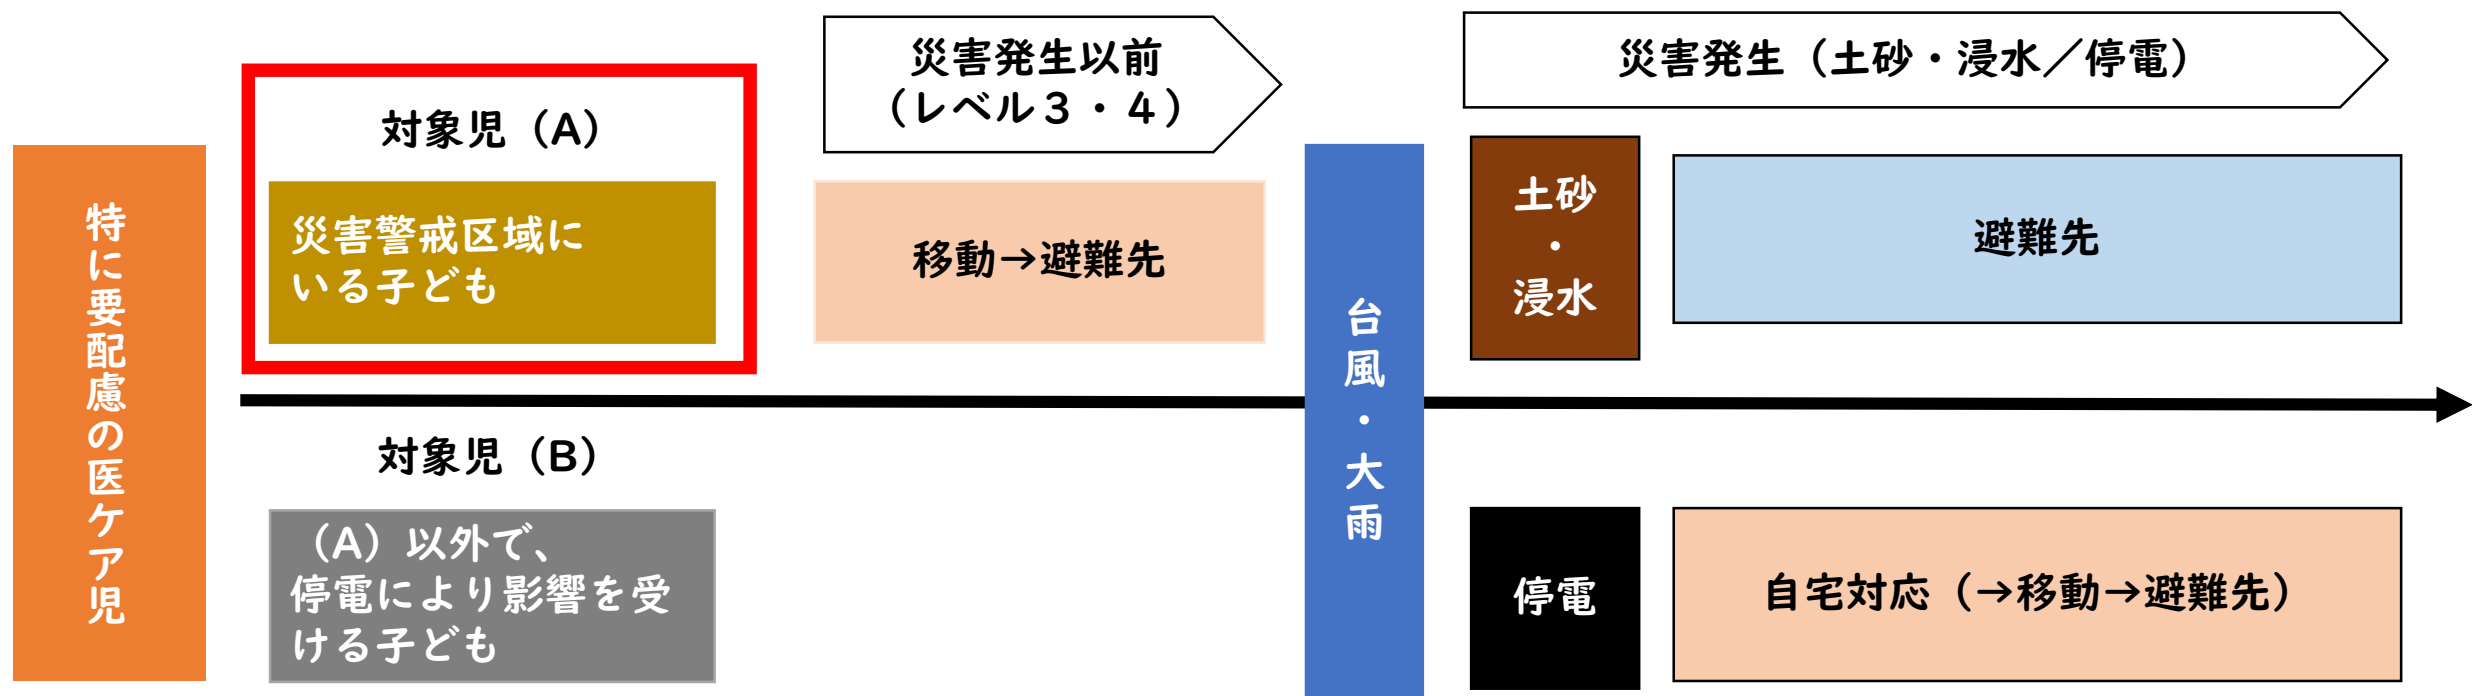 特に要配慮の医ケア児
対象児（A）
災害警戒区域に
いる子ども
災害発生以前
（レベル３・４）
移動→避難先
台風・大雨
災害発生（土砂・浸水／停電）
土砂
・
浸水
避難先
対象児（B）
（A）以外で、
停電により影響を受
ける子ども
停電
自宅対応（→移動→避難先）